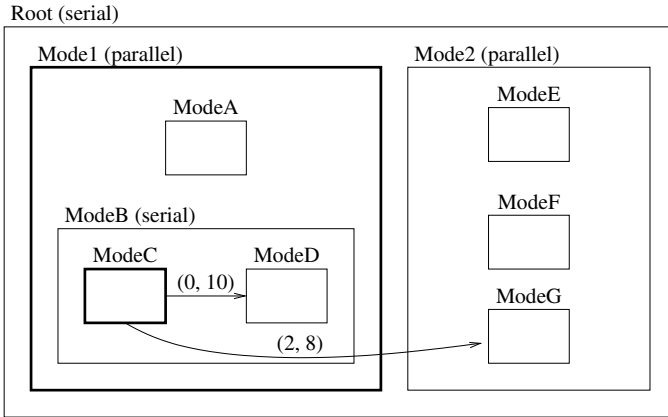 Root (serial)
Mode1 (parallel)
Mode2 (parallel)
ModeA
ModeE
ModeB (serial)
ModeF
ModeC
(0, 10)
ModeD
ModeG
(2, 8)